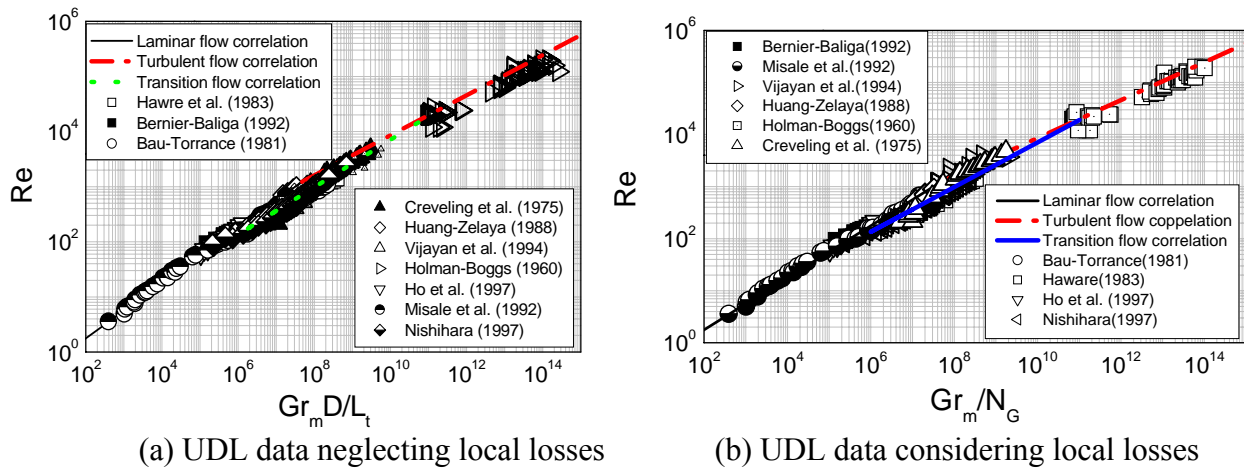 10^6
10^4
10^2
10^0
Re
Laminar flow correlation
Turbulent flow correlation
Transition flow correlation
Hawre et al. (1983)
Bernier-Baliga (1992)
Bau-Torrance (1981)
Creveling et al. (1975)
Huang-Zelaya (1988)
Vijayan et al. (1994)
Holman-Boggs (1960)
Ho et al. (1997)
Misale et al. (1992)
Nishihara (1997)
10^2 10^4 10^6 10^8 10^10 10^12 10^14
Gr_m D/L_t
(a) UDL data neglecting local losses
10^6
10^4
10^2
10^0
Re
Bernier-Baliga(1992)
Misale et al.(1992)
Vijayan et al.(1994)
Huang-Zelaya(1988)
Holman-Boggs(1960)
Creveling et al. (1975)
Laminar flow correlation
Turbulent flow coppelation
Transition flow correlation
Bau-Torrance(1981)
Haware(1983)
Ho et al. (1997)
Nishihara(1997)
10^2 10^4 10^6 10^8 10^10 10^12 10^14
Gr_m/N_G
(b) UDL data considering local losses